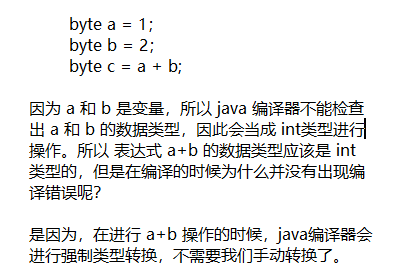 byte a = 1;
byte b = 2;
byte c = a + b;
因为 a 和 b 是变量，所以 java 编译器不能检查
出 a 和 b 的数据类型，因此会当成 int类型进行
操作。所以 表达式 a+b 的数据类型应该是 int
类型的，但是在编译的时候为什么并没有出现编
译错误呢？
是因为，在进行 a+b 操作的时候，java编译器会
进行强制类型转换，不需要我们手动转换了。